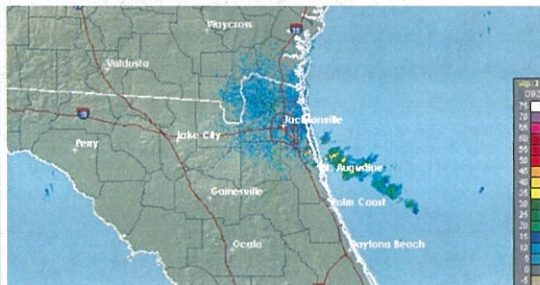 Waycross
Valdosta
Jacksonville
Lake City
Perry
St. Augustine
Gainesville
Palm Coast
Ocala
Daytona Beach
DBZ
75
70
65
60
55
50
45
40
35
30
25
20
15
10
5
0